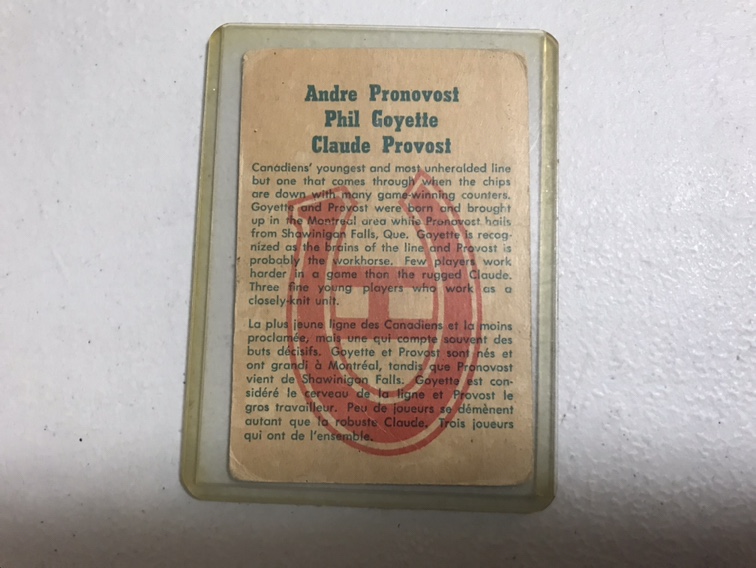 Andre Pronovost
Phil Goyette
Claude Provost
Canadiens' youngest and most unheralded line
but one that comes through when the chips
are down with many game-winning counters.
Goyette and Provost were born and brought
up in the Montreal area while Pronovost hails
from Shawinigan Falls, Que. Goyette is recog-
nized as the brains of the line and Provost is
probably the workhorse. Few players work
harder in a game than the rugged Claude.
Three fine young players who work as a
closely-knit unit.
La plus jeune ligne des Canadiens et la moins
proclamée, mais une qui compte souvent des
buts décisifs. Goyette et Provost sont nés et
ont grandi à Montréal, tandis que Pronovost
vient de Shawinigan Falls. Goyette est con-
sidéré le cerveau de la ligne et Provost le
gros travailleur. Peu de joueurs se démènent
autant que la robuste Claude. Trois joueurs
qui ont de l'ensemble.